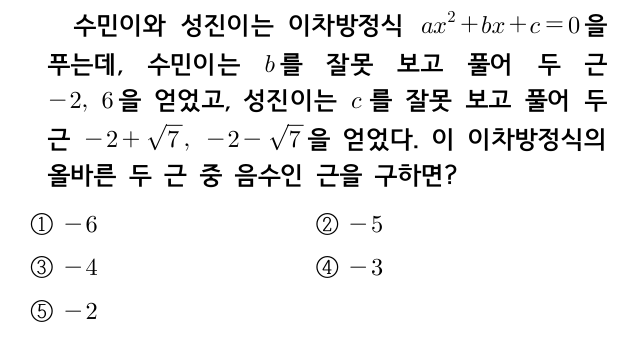 수민이와 성진이는 이차방정식 $ax^2+bx+c=0$을
푸는데, 수민이는 $b$를 잘못 보고 풀어 두 근
$-2$, $6$을 얻었고, 성진이는 $c$를 잘못 보고 풀어 두
근 $-2+\sqrt{7}$, $-2-\sqrt{7}$을 얻었다. 이 이차방정식의
올바른 두 근 중 음수인 근을 구하면?
① $-6$ ② $-5$
③ $-4$ ④ $-3$
⑤ $-2$